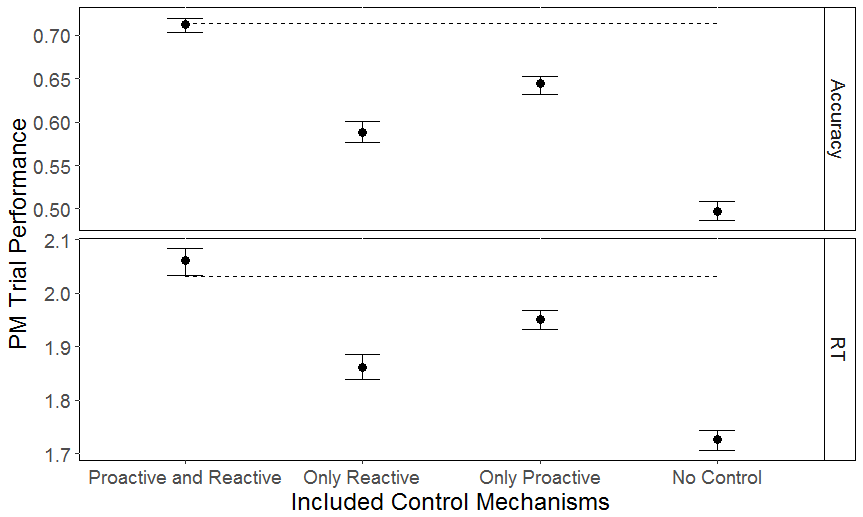 PM Trial Performance
0.70
0.65
0.60
0.55
0.50
Accuracy
2.1
2.0
1.9
1.8
1.7
RT
Proactive and Reactive Only Reactive Only Proactive No Control
Included Control Mechanisms